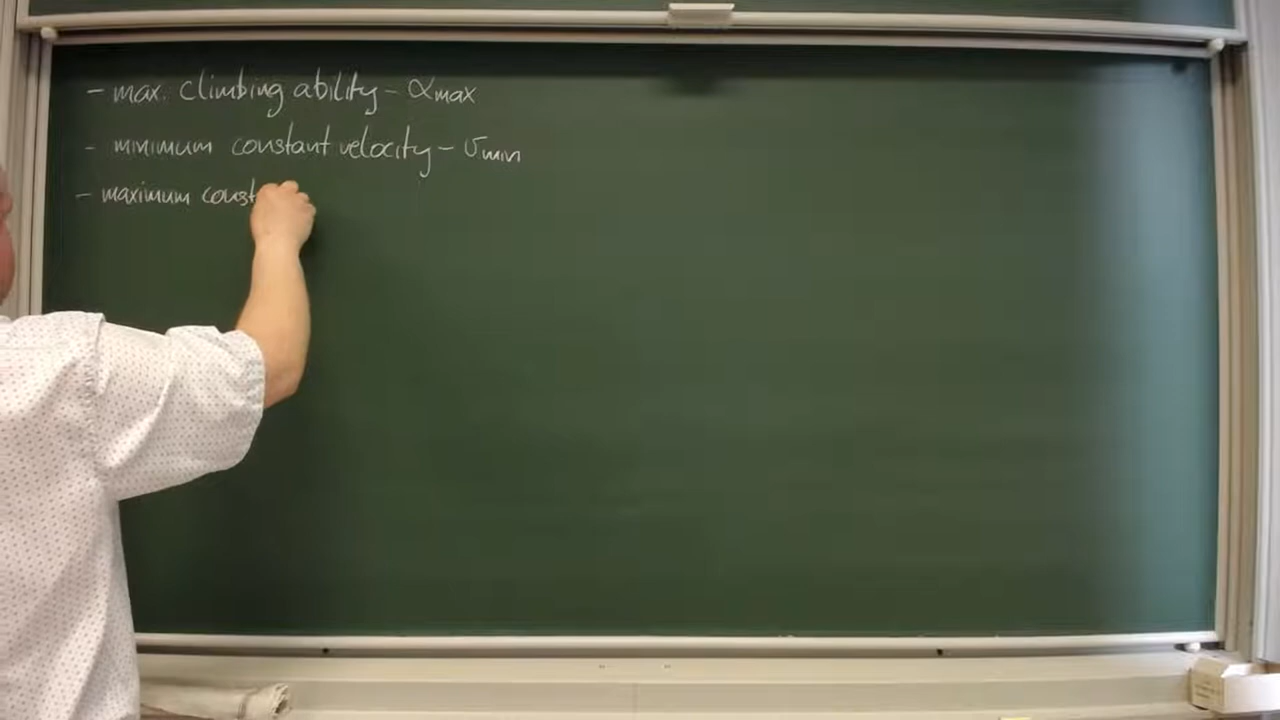 - max. climbing ability - αmax
- minimum constant velocity - vmin
- maximum const